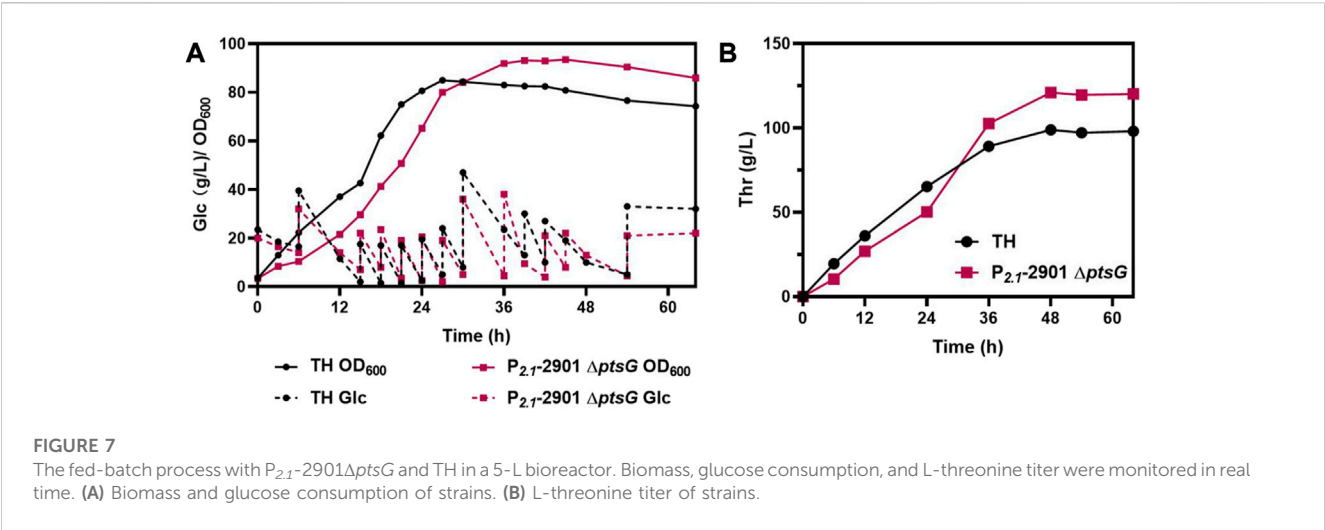 A
Glc (g/L)/ OD600
100
80
60
40
20
0
0 12 24 36 48 60
Time (h)
TH OD600
P2.1-2901 ΔptsG OD600
TH Glc
P2.1-2901 ΔptsG Glc
B
Thr (g/L)
150
100
50
0
TH
P2.1-2901 ΔptsG
0 12 24 36 48 60
Time (h)
FIGURE 7
The fed-batch process with P2.1-2901ΔptsG and TH in a 5-L bioreactor. Biomass, glucose consumption, and L-threonine titer were monitored in real
time. (A) Biomass and glucose consumption of strains. (B) L-threonine titer of strains.